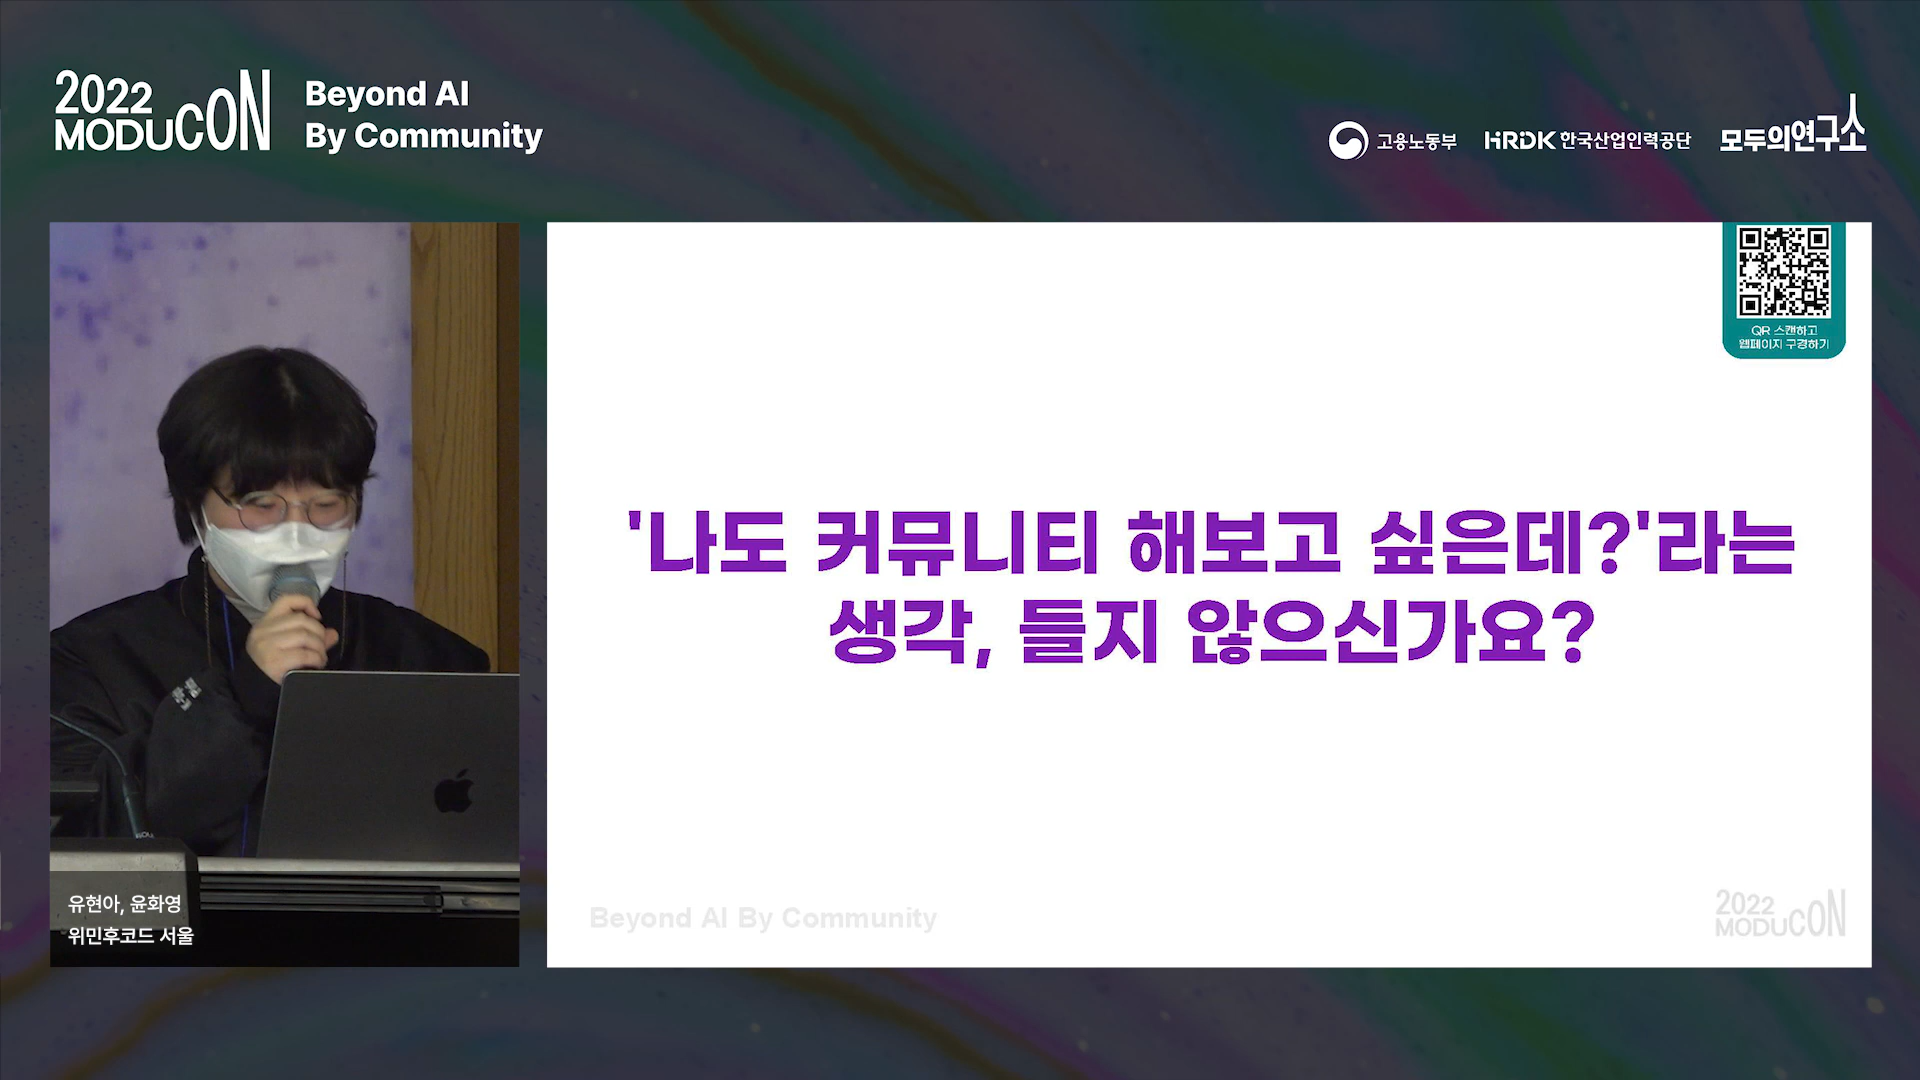 2022
MODUCON
Beyond AI
By Community
고용노동부
HRDK 한국산업인력공단
모두의연구소
QR 스캔하고
웹페이지 구경하기
'나도 커뮤니티 해보고 싶은데?'라는
생각, 들지 않으신가요?
유현아, 윤화영
위민후코드 서울
Beyond AI By Community
2022
MODUCON